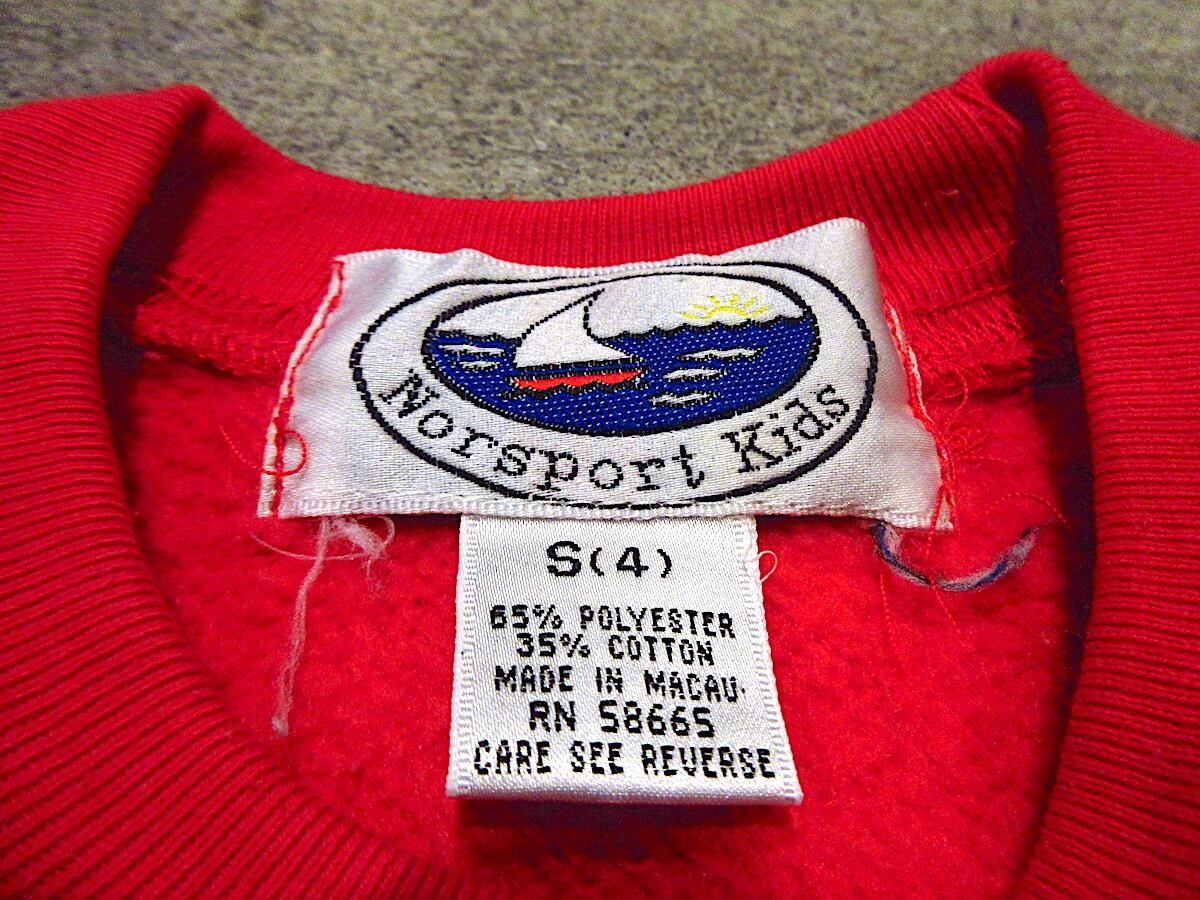 Norsport Kids
S(4)
65% POLYESTER
35% COTTON
MADE IN MACAU.
RN 58665
CARE SEE REVERSE